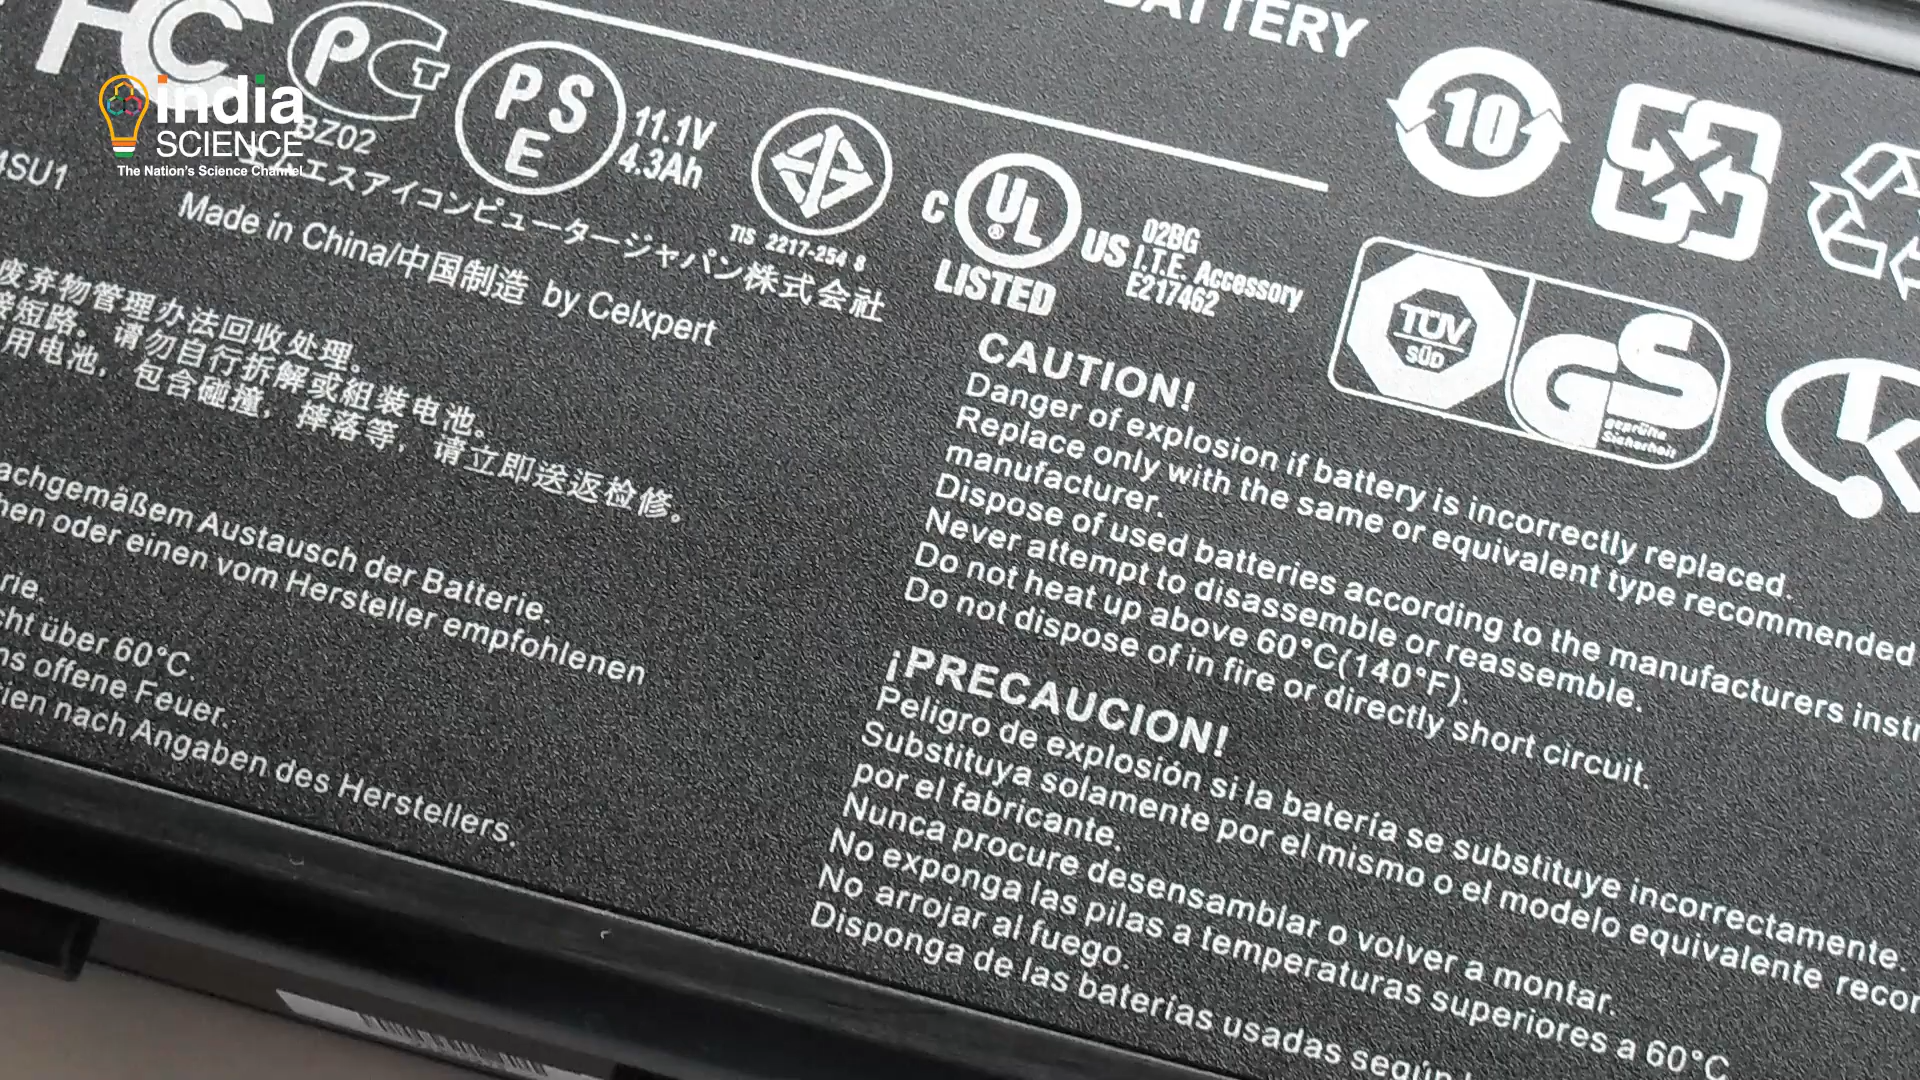 BATTERY
FC
PG
PSE
BZ02
11.1V
4.3Ah
india
SCIENCE
The Nation's Science Channel
4SU1
エスアイコンピュータージャパン株式会社
Made in China/中国制造 by Celxpert
TIS 2217-254 8
C UL ® US
LISTED
02BG
I.T.E. Accessory
E217462
10
TÜV
SÜD
GS
geprüfte
Sicherheit
K
废弃物管理办法回收处理。
接短路。请勿自行折解或組装电池。
用电池，包含碰撞，摔落等，请立即送返检修。
achgemäßem Austausch der Batterie.
hen oder einen vom Hersteller empfohlenen
rie.
cht über 60°C.
ns offene Feuer.
rien nach Angaben des Herstellers.
CAUTION!
Danger of explosion if battery is incorrectly replaced.
Replace only with the same or equivalent type recommended
manufacturer.
Dispose of used batteries according to the manufacturers instr
Never attempt to disassemble or reassemble.
Do not heat up above 60°C(140°F).
Do not dispose of in fire or directly short circuit.
¡PRECAUCION!
Peligro de explosión si la batería se substituye incorrectamente.
Substituya solamente por el mismo o el modelo equivalente recor
por el fabricante.
Nunca procure desensamblar o volver a montar.
No exponga las pilas a temperaturas superiores a 60°C
No arrojar al fuego.
Disponga de las baterías usadas según l